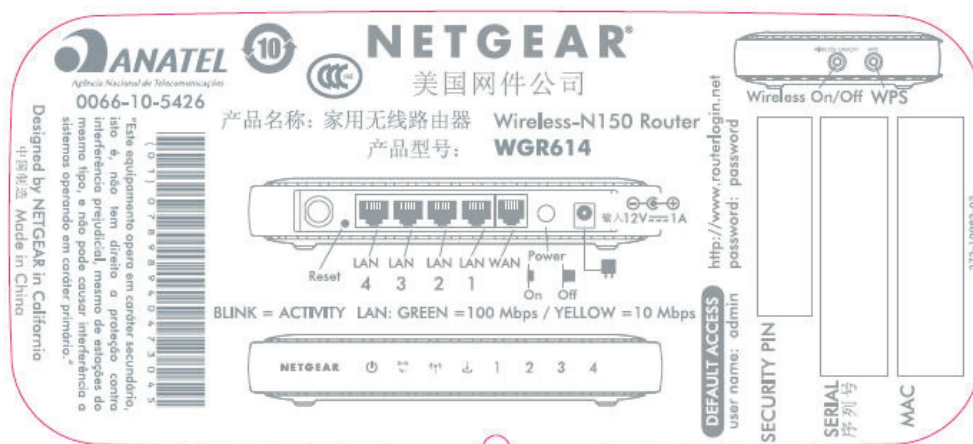 ANATEL
Agência Nacional de Telecomunicações
0066-10-5426
10
CCC
NETGEAR®
美国网件公司
产品名称：家用无线路由器 Wireless-N150 Router
产品型号： WGR614
Wireless On/Off WPS
"Este equipamento opera em caráter secundário,
isto é, não tem direito a proteção contra
interferência prejudicial, mesmo de estações do
mesmo tipo, e não pode causar interferência a
sistemas operando em caráter primário."
Designed by NETGEAR in California
中国制造 Made in China
输入12V 1A
Reset
LAN 4
LAN 3
LAN 2
LAN 1
WAN
Power
On Off
BLINK = ACTIVITY LAN: GREEN =100 Mbps / YELLOW =10 Mbps
NETGEAR 1 2 3 4
http://www.routerlogin.net
password: password
DEFAULT ACCESS
user name: admin
SECURITY PIN
SERIAL
序列号
MAC